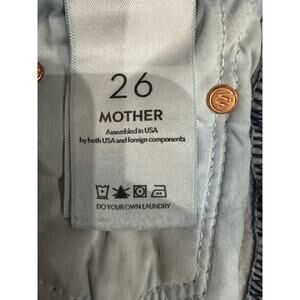 26
MOTHER
Assembled in USA
by both USA and foreign components
DO YOUR OWN LAUNDRY